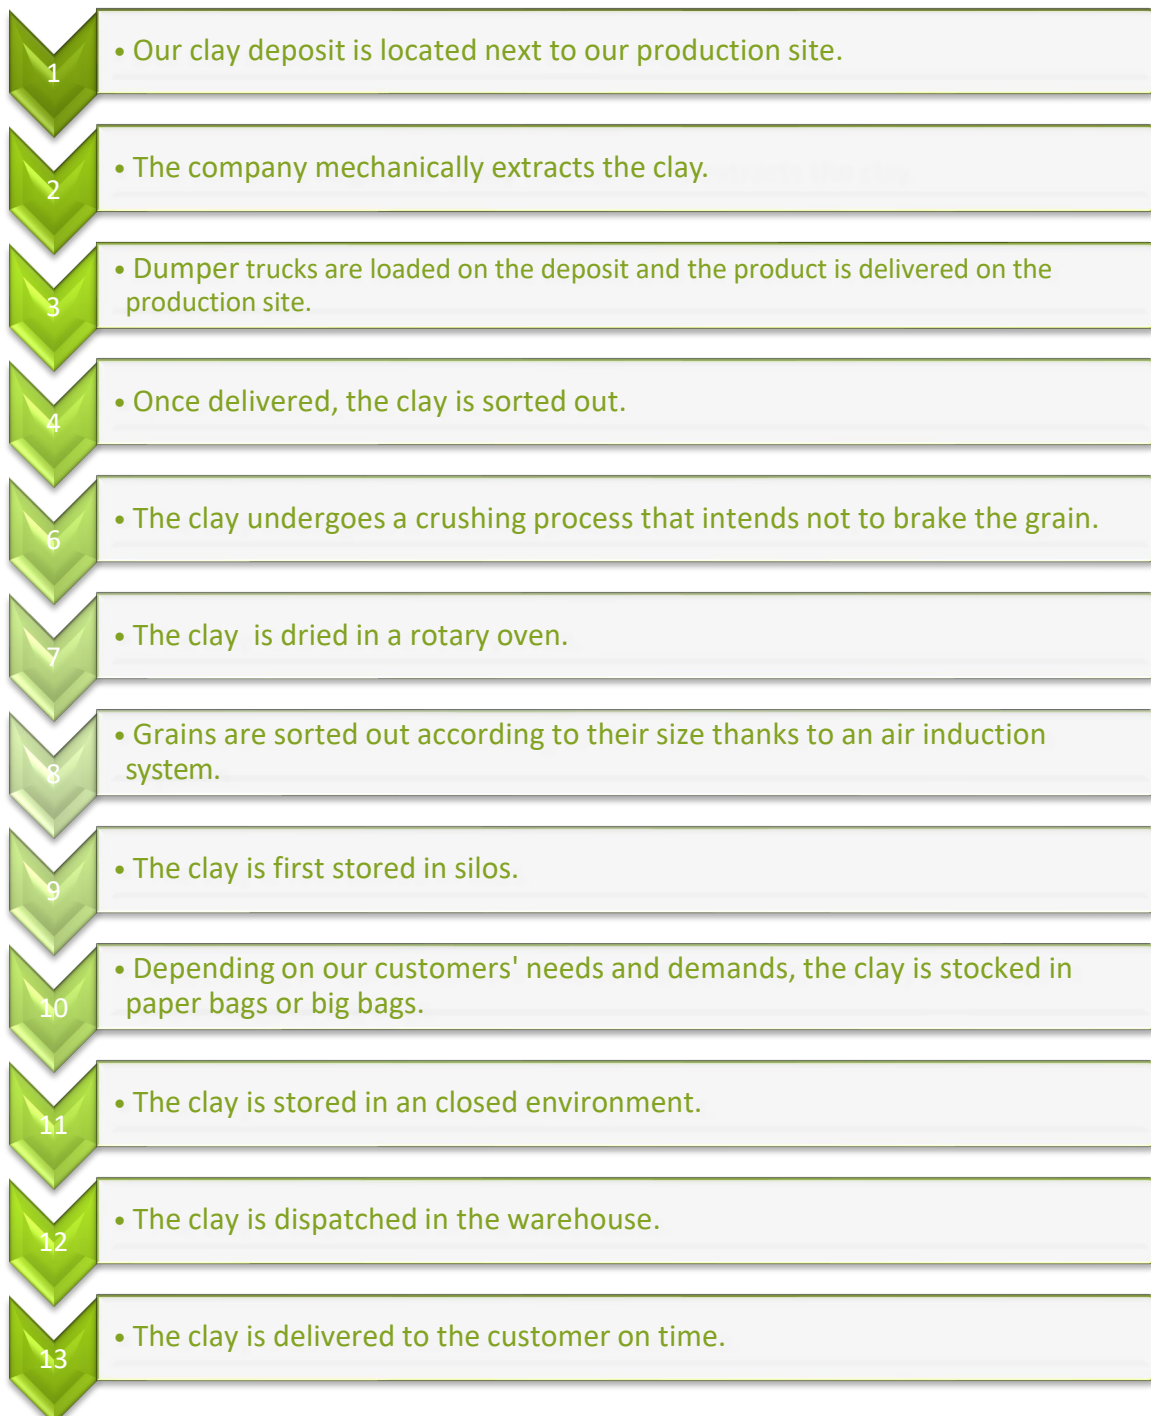 1
• Our clay deposit is located next to our production site.
2
• The company mechanically extracts the clay.
3
• Dumper trucks are loaded on the deposit and the product is delivered on the
production site.
4
• Once delivered, the clay is sorted out.
6
• The clay undergoes a crushing process that intends not to brake the grain.
7
• The clay  is dried in a rotary oven.
8
• Grains are sorted out according to their size thanks to an air induction
system.
9
• The clay is first stored in silos.
10
• Depending on our customers' needs and demands, the clay is stocked in
paper bags or big bags.
11
• The clay is stored in an closed environment.
12
• The clay is dispatched in the warehouse.
13
• The clay is delivered to the customer on time.